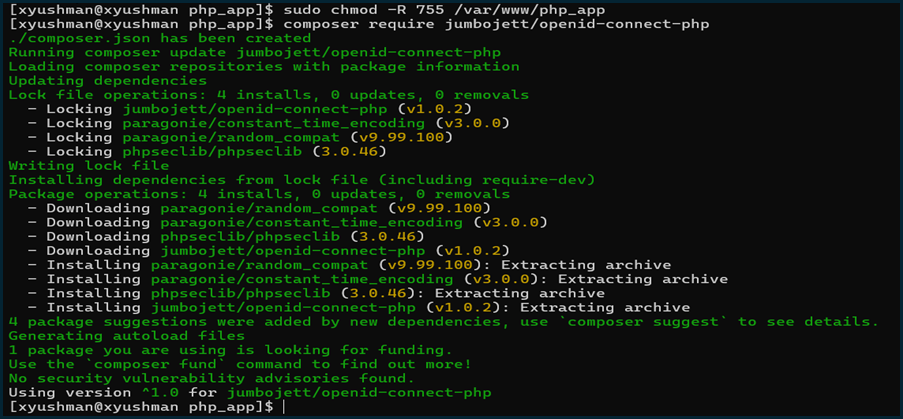 [xyushman@xyushman php_app]$ sudo chmod -R 755 /var/www/php_app
[xyushman@xyushman php_app]$ composer require jumbojett/openid-connect-php
./composer.json has been created
Running composer update jumbojett/openid-connect-php
Loading composer repositories with package information
Updating dependencies
Lock file operations: 4 installs, 0 updates, 0 removals
  - Locking jumbojett/openid-connect-php (v1.0.2)
  - Locking paragonie/constant_time_encoding (v3.0.0)
  - Locking paragonie/random_compat (v9.99.100)
  - Locking phpseclib/phpseclib (3.0.46)
Writing lock file
Installing dependencies from lock file (including require-dev)
Package operations: 4 installs, 0 updates, 0 removals
  - Downloading paragonie/random_compat (v9.99.100)
  - Downloading paragonie/constant_time_encoding (v3.0.0)
  - Downloading phpseclib/phpseclib (3.0.46)
  - Downloading jumbojett/openid-connect-php (v1.0.2)
  - Installing paragonie/random_compat (v9.99.100): Extracting archive
  - Installing paragonie/constant_time_encoding (v3.0.0): Extracting archive
  - Installing phpseclib/phpseclib (3.0.46): Extracting archive
  - Installing jumbojett/openid-connect-php (v1.0.2): Extracting archive
4 package suggestions were added by new dependencies, use `composer suggest` to see details.
Generating autoload files
1 package you are using is looking for funding.
Use the `composer fund` command to find out more!
No security vulnerability advisories found.
Using version ^1.0 for jumbojett/openid-connect-php
[xyushman@xyushman php_app]$